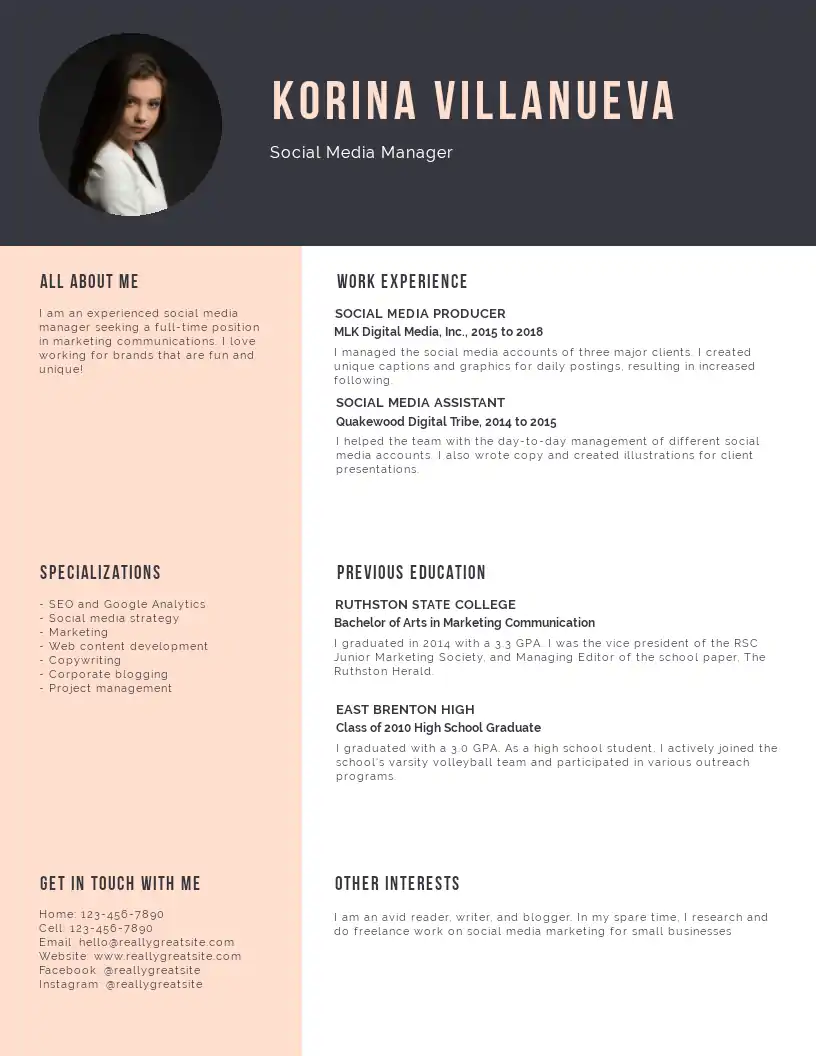 KORINA VILLANUEVA
Social Media Manager
ALL ABOUT ME
I am an experienced social media
manager seeking a full-time position
in marketing communications. I love
working for brands that are fun and
unique!
SPECIALIZATIONS
- SEO and Google Analytics
- Social media strategy
- Marketing
- Web content development
- Copywriting
- Corporate blogging
- Project management
GET IN TOUCH WITH ME
Home: 123-456-7890
Cell: 123-456-7890
Email: hello@reallygreatsite.com
Website: www.reallygreatsite.com
Facebook: @reallygreatsite
Instagram: @reallygreatsite
WORK EXPERIENCE
SOCIAL MEDIA PRODUCER
MLK Digital Media, Inc., 2015 to 2018
I managed the social media accounts of three major clients. I created
unique captions and graphics for daily postings, resulting in increased
following.
SOCIAL MEDIA ASSISTANT
Quakewood Digital Tribe, 2014 to 2015
I helped the team with the day-to-day management of different social
media accounts. I also wrote copy and created illustrations for client
presentations.
PREVIOUS EDUCATION
RUTHSTON STATE COLLEGE
Bachelor of Arts in Marketing Communication
I graduated in 2014 with a 3.3 GPA. I was the vice president of the RSC
Junior Marketing Society, and Managing Editor of the school paper, The
Ruthston Herald.
EAST BRENTON HIGH
Class of 2010 High School Graduate
I graduated with a 3.0 GPA. As a high school student, I actively joined the
school's varsity volleyball team and participated in various outreach
programs.
OTHER INTERESTS
I am an avid reader, writer, and blogger. In my spare time, I research and
do freelance work on social media marketing for small businesses